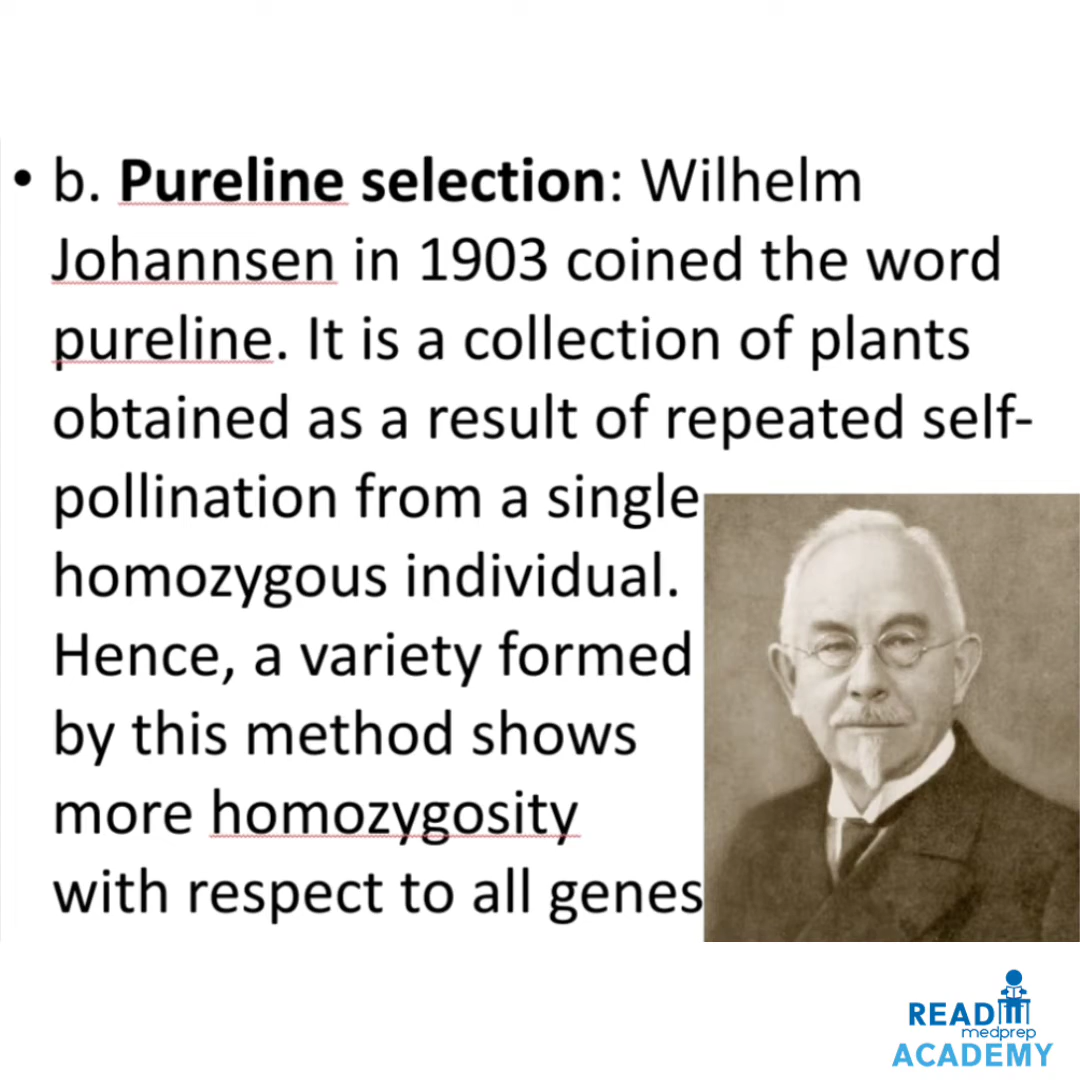 • b. Pureline selection: Wilhelm
Johannsen in 1903 coined the word
pureline. It is a collection of plants
obtained as a result of repeated self-
pollination from a single
homozygous individual.
Hence, a variety formed
by this method shows
more homozygosity
with respect to all genes
READ
medprep
ACADEMY